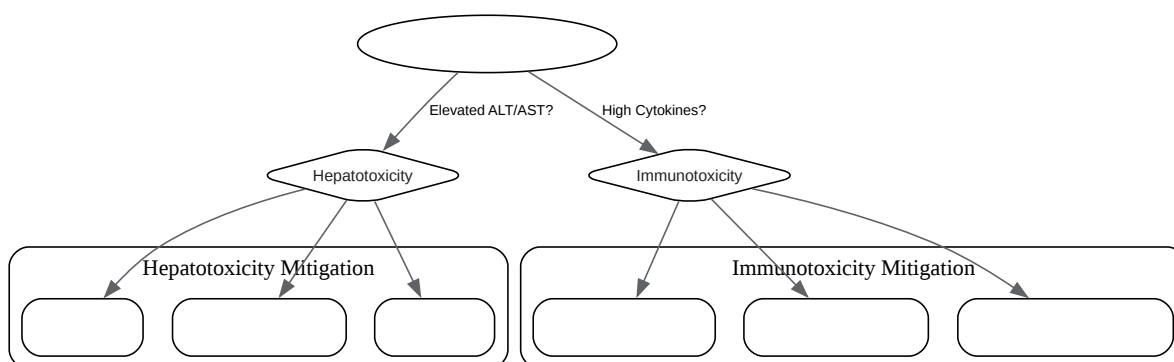 Elevated ALT/AST?
High Cytokines?
Hepatotoxicity
Immunotoxicity
Hepatotoxicity Mitigation
Immunotoxicity Mitigation